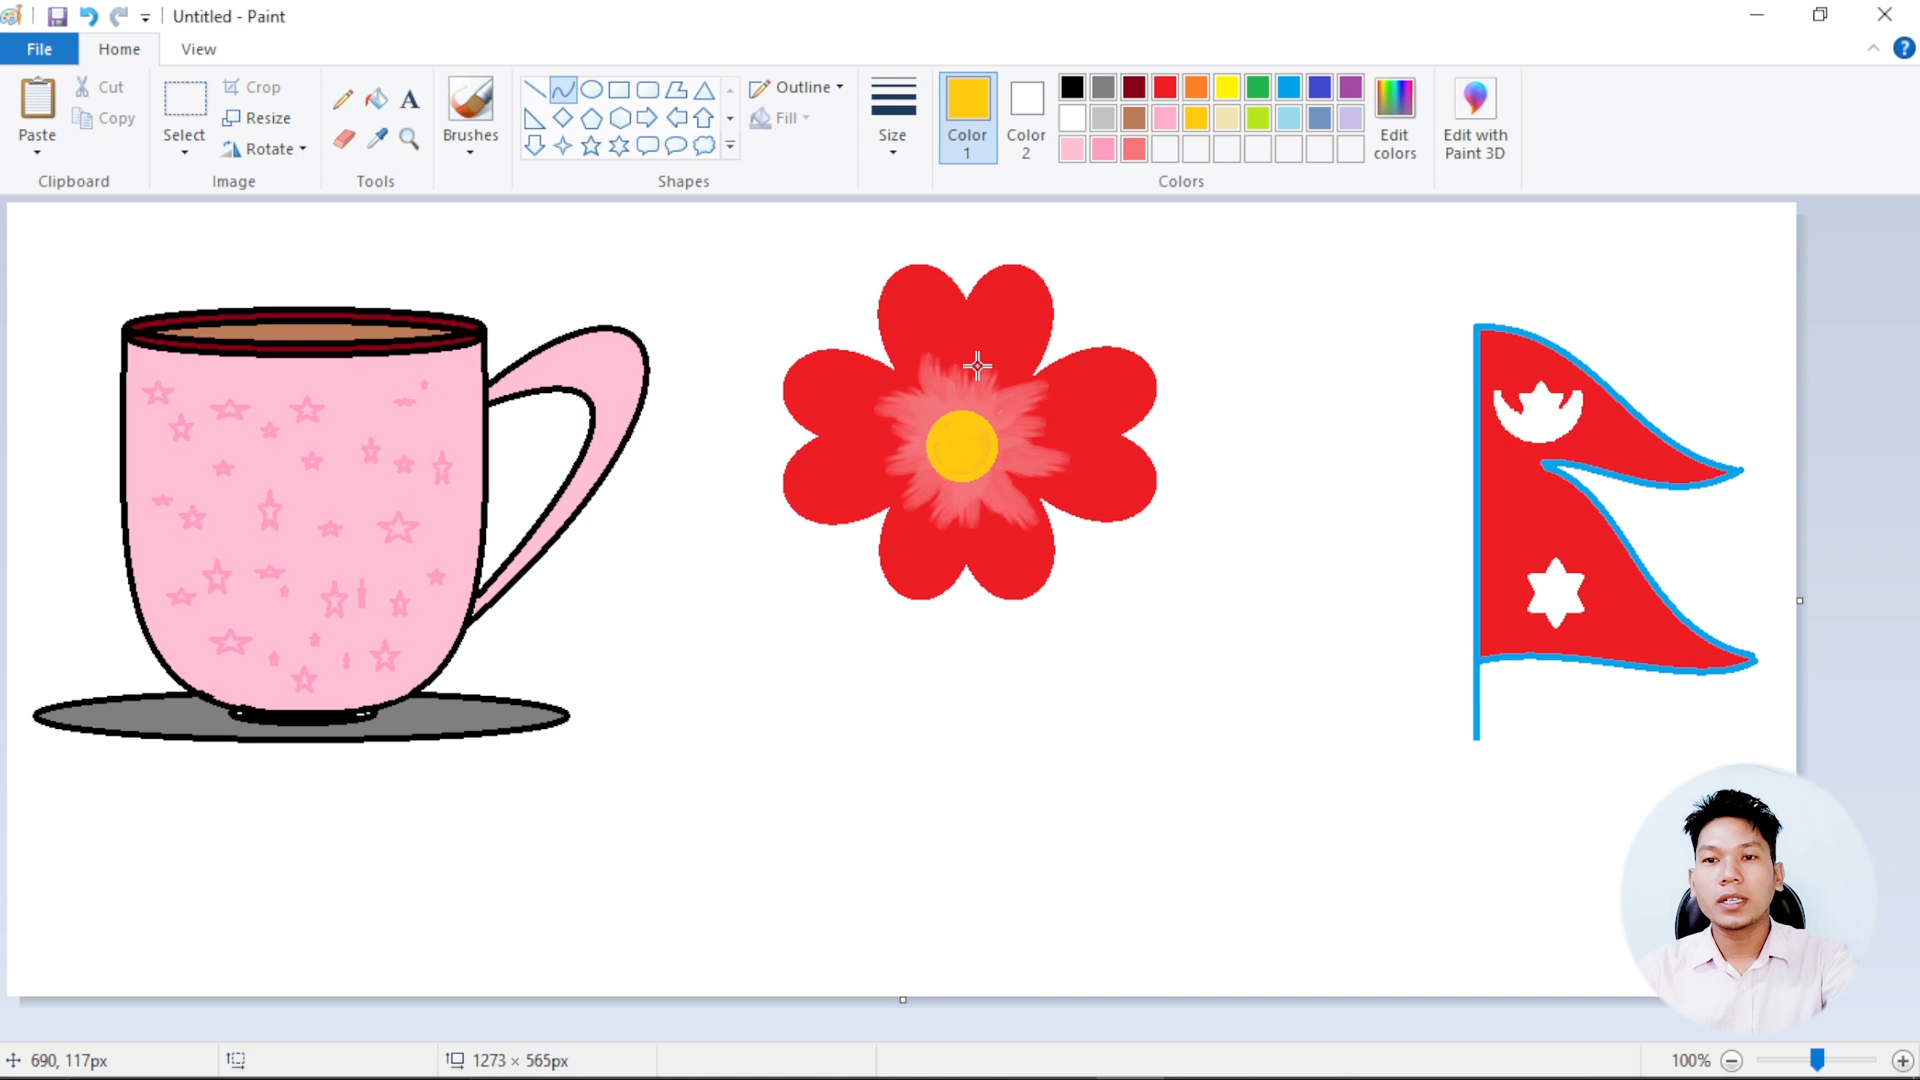 Untitled - Paint
File Home View
Paste
Cut
Copy
Clipboard
Select
Crop
Resize
Rotate
Image
A
Tools
Brushes
Outline
Fill
Shapes
Size
Color
1
Color
2
Edit
colors
Colors
Edit with
Paint 3D
?
690, 117px
1273 × 565px
100%